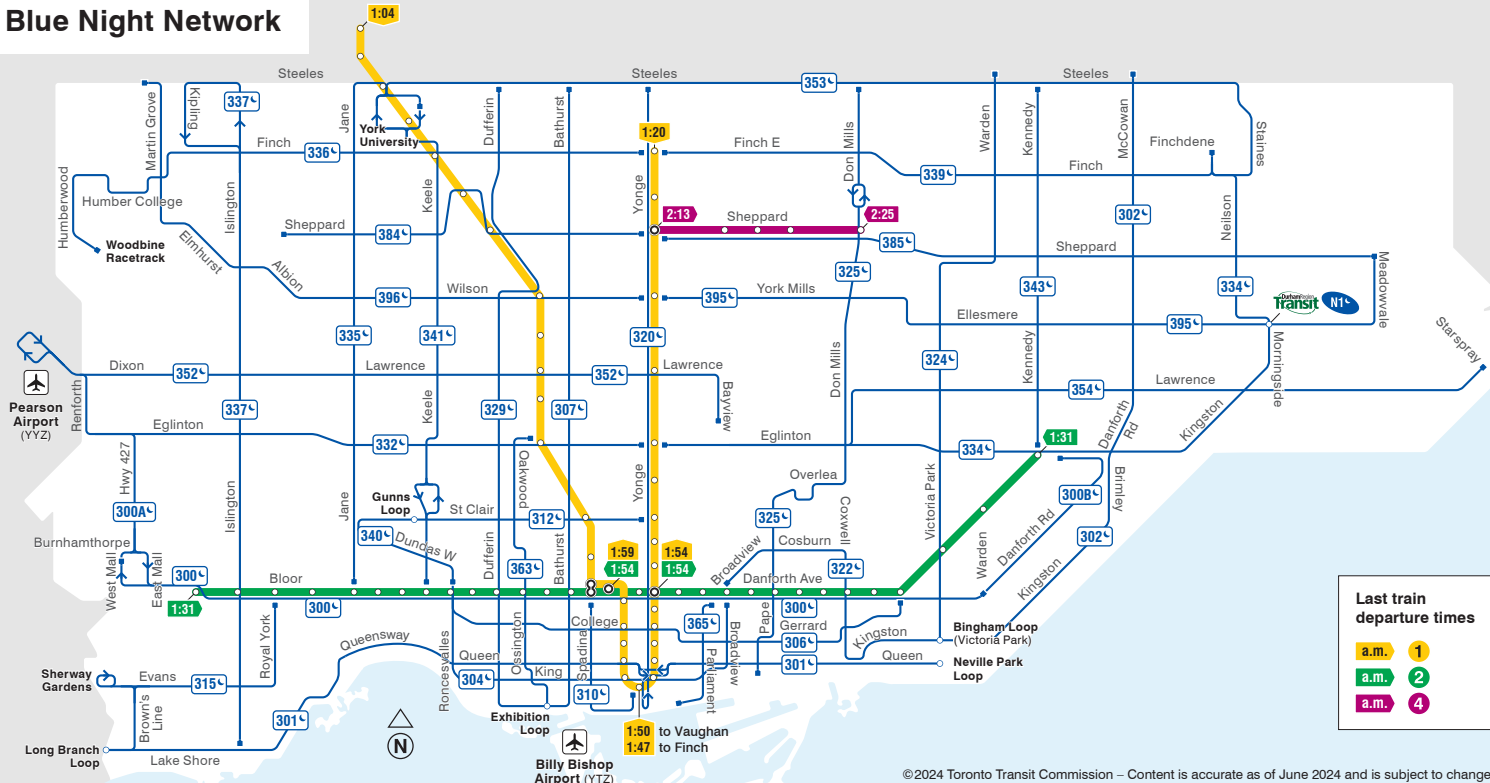 Blue Night Network
1:04
Steeles
Steeles
353
Steeles
Martin Grove
Kipling
337
Jane
York
University
Dufferin
Bathurst
1:20
Don Mills
Warden
Kennedy
McCowan
Finchdene
Staines
Finch
336
Finch E
339
Finch
Humberwood
Humber College
Islington
Keele
Yonge
2:13
Sheppard
2:25
302
Neilson
Woodbine
Racetrack
Elmhurst
Sheppard
384
385
Sheppard
Albion
396
Wilson
395
York Mills
325
343
334
DurhamRegion
Transit
N1
Meadowvale
Ellesmere
395
335
341
320
324
Kennedy
Morningside
Starspray
Pearson
Airport
(YYZ)
Dixon
352
Lawrence
352
Lawrence
Bayview
Don Mills
354
Lawrence
Renforth
337
Keele
329
307
Danforth
Rd
Kingston
Eglinton
332
Eglinton
334
1:31
Hwy 427
Islington
Jane
Oakwood
Yonge
Overlea
Victoria Park
Brimley
300A
Gunns
Loop
St Clair
312
325
Coxwell
300B
Burnhamthorpe
340
Dundas W
Dufferin
Bathurst
1:59
1:54
1:54
1:54
Broadview
Cosburn
322
Warden
Danforth Rd
302
West Mall
East Mall
300
Bloor
363
Danforth Ave
Kingston
1:31
300
300
Royal York
Queensway
Roncesvalles
Ossington
College
Spadina
365
Broadview
Pape
Gerrard
306
Kingston
Bingham Loop
(Victoria Park)
Queen
301
Queen
Neville Park
Loop
Sherway
Gardens
Evans
315
304
King
310
Parliament
Brown's
Line
301
Exhibition
Loop
N
1:50
to Vaughan
1:47
to Finch
Long Branch
Loop
Lake Shore
Billy Bishop
Airport (YTZ)
Last train
departure times
a.m.
1
a.m.
2
a.m.
4
©2024 Toronto Transit Commission – Content is accurate as of June 2024 and is subject to change